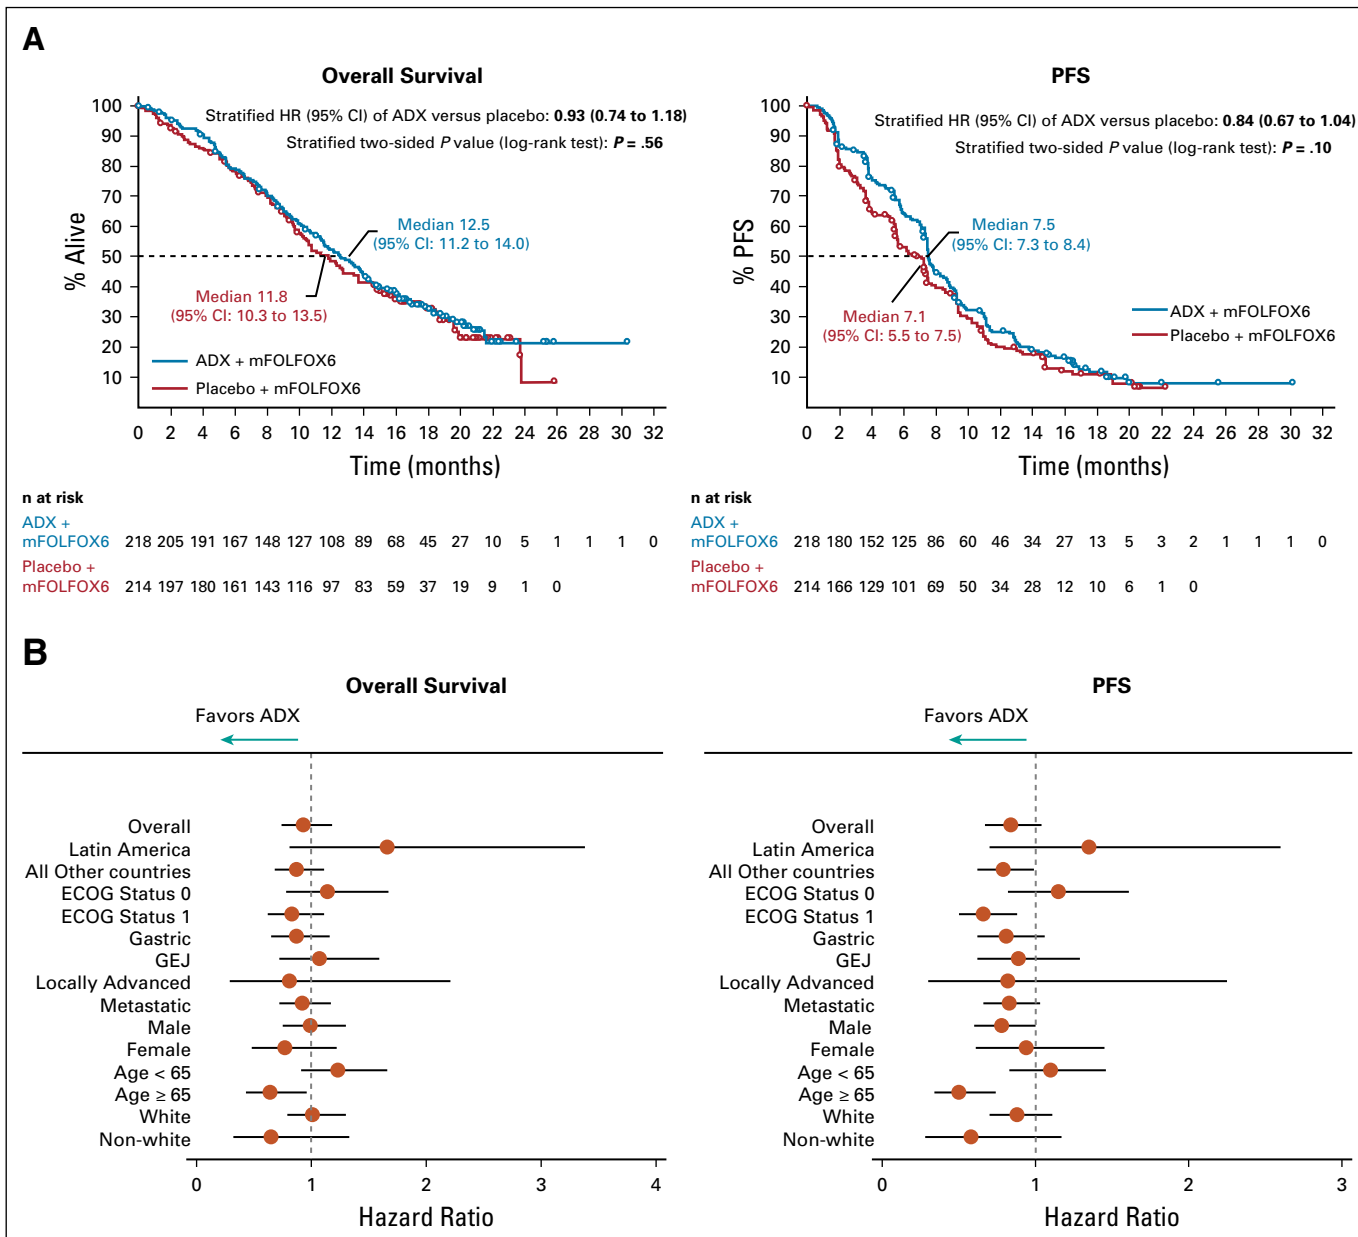 A
Overall Survival
Stratified HR (95% CI) of ADX versus placebo: 0.93 (0.74 to 1.18)
Stratified two-sided P value (log-rank test): P = .56
% Alive
100
90
80
70
60
50
40
30
20
10
Median 12.5
(95% CI: 11.2 to 14.0)
Median 11.8
(95% CI: 10.3 to 13.5)
ADX + mFOLFOX6
Placebo + mFOLFOX6
0 2 4 6 8 10 12 14 16 18 20 22 24 26 28 30 32
Time (months)
n at risk
ADX +
mFOLFOX6 218 205 191 167 148 127 108 89 68 45 27 10 5 1 1 1 0
Placebo +
mFOLFOX6 214 197 180 161 143 116 97 83 59 37 19 9 1 0
PFS
Stratified HR (95% CI) of ADX versus placebo: 0.84 (0.67 to 1.04)
Stratified two-sided P value (log-rank test): P = .10
% PFS
100
90
80
70
60
50
40
30
20
10
Median 7.5
(95% CI: 7.3 to 8.4)
Median 7.1
(95% CI: 5.5 to 7.5)
ADX + mFOLFOX6
Placebo + mFOLFOX6
0 2 4 6 8 10 12 14 16 18 20 22 24 26 28 30 32
Time (months)
n at risk
ADX +
mFOLFOX6 218 180 152 125 86 60 46 34 27 13 5 3 2 1 1 1 0
Placebo +
mFOLFOX6 214 166 129 101 69 50 34 28 12 10 6 1 0
B
Overall Survival
Favors ADX
Overall
Latin America
All Other countries
ECOG Status 0
ECOG Status 1
Gastric
GEJ
Locally Advanced
Metastatic
Male
Female
Age < 65
Age ≥ 65
White
Non-white
0 1 2 3 4
Hazard Ratio
PFS
Favors ADX
Overall
Latin America
All Other countries
ECOG Status 0
ECOG Status 1
Gastric
GEJ
Locally Advanced
Metastatic
Male
Female
Age < 65
Age ≥ 65
White
Non-white
0 1 2 3
Hazard Ratio